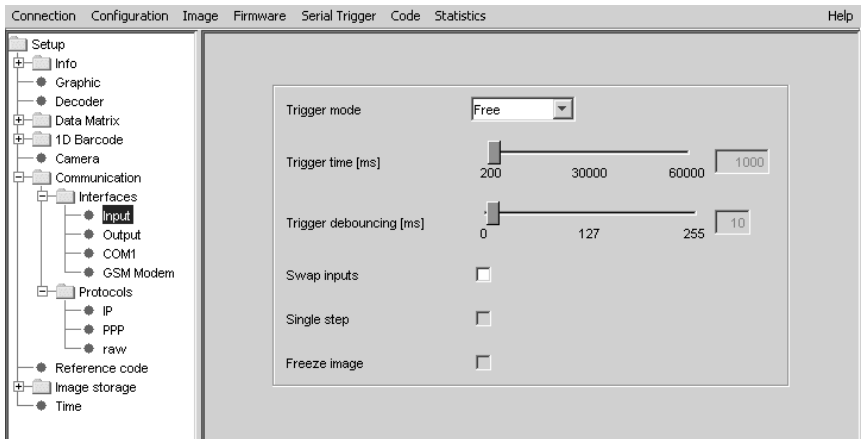 Connection Configuration Image Firmware Serial Trigger Code Statistics Help
Setup
Info
Graphic
Decoder
Data Matrix
1D Barcode
Camera
Communication
Interfaces
Input
Output
COM1
GSM Modem
Protocols
IP
PPP
raw
Reference code
Image storage
Time
Trigger mode Free
Trigger time [ms] 1000
200 30000 60000
Trigger debouncing [ms] 10
0 127 255
Swap inputs
Single step
Freeze image